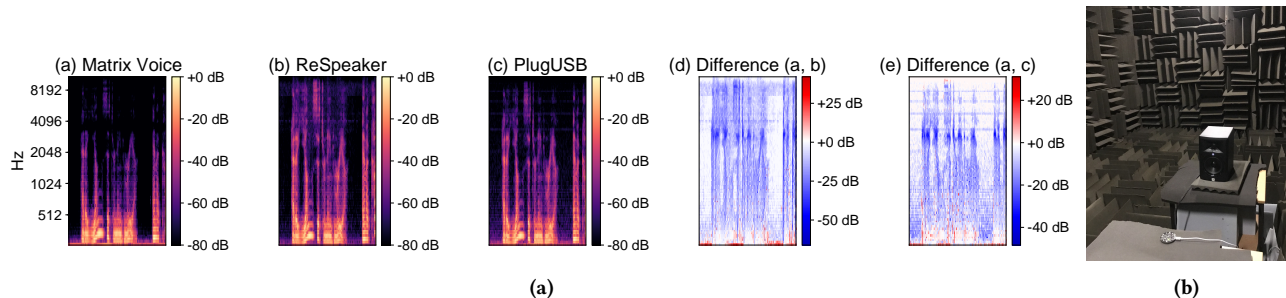 (a) Matrix Voice
(b) ReSpeaker
(c) PlugUSB
(d) Difference (a, b)
(e) Difference (a, c)
Hz
8192
4096
2048
1024
512
+0 dB
-20 dB
-40 dB
-60 dB
-80 dB
+0 dB
-20 dB
-40 dB
-60 dB
-80 dB
+0 dB
-20 dB
-40 dB
-60 dB
-80 dB
+25 dB
+0 dB
-25 dB
-50 dB
+20 dB
+0 dB
-20 dB
-40 dB
(a)
(b)